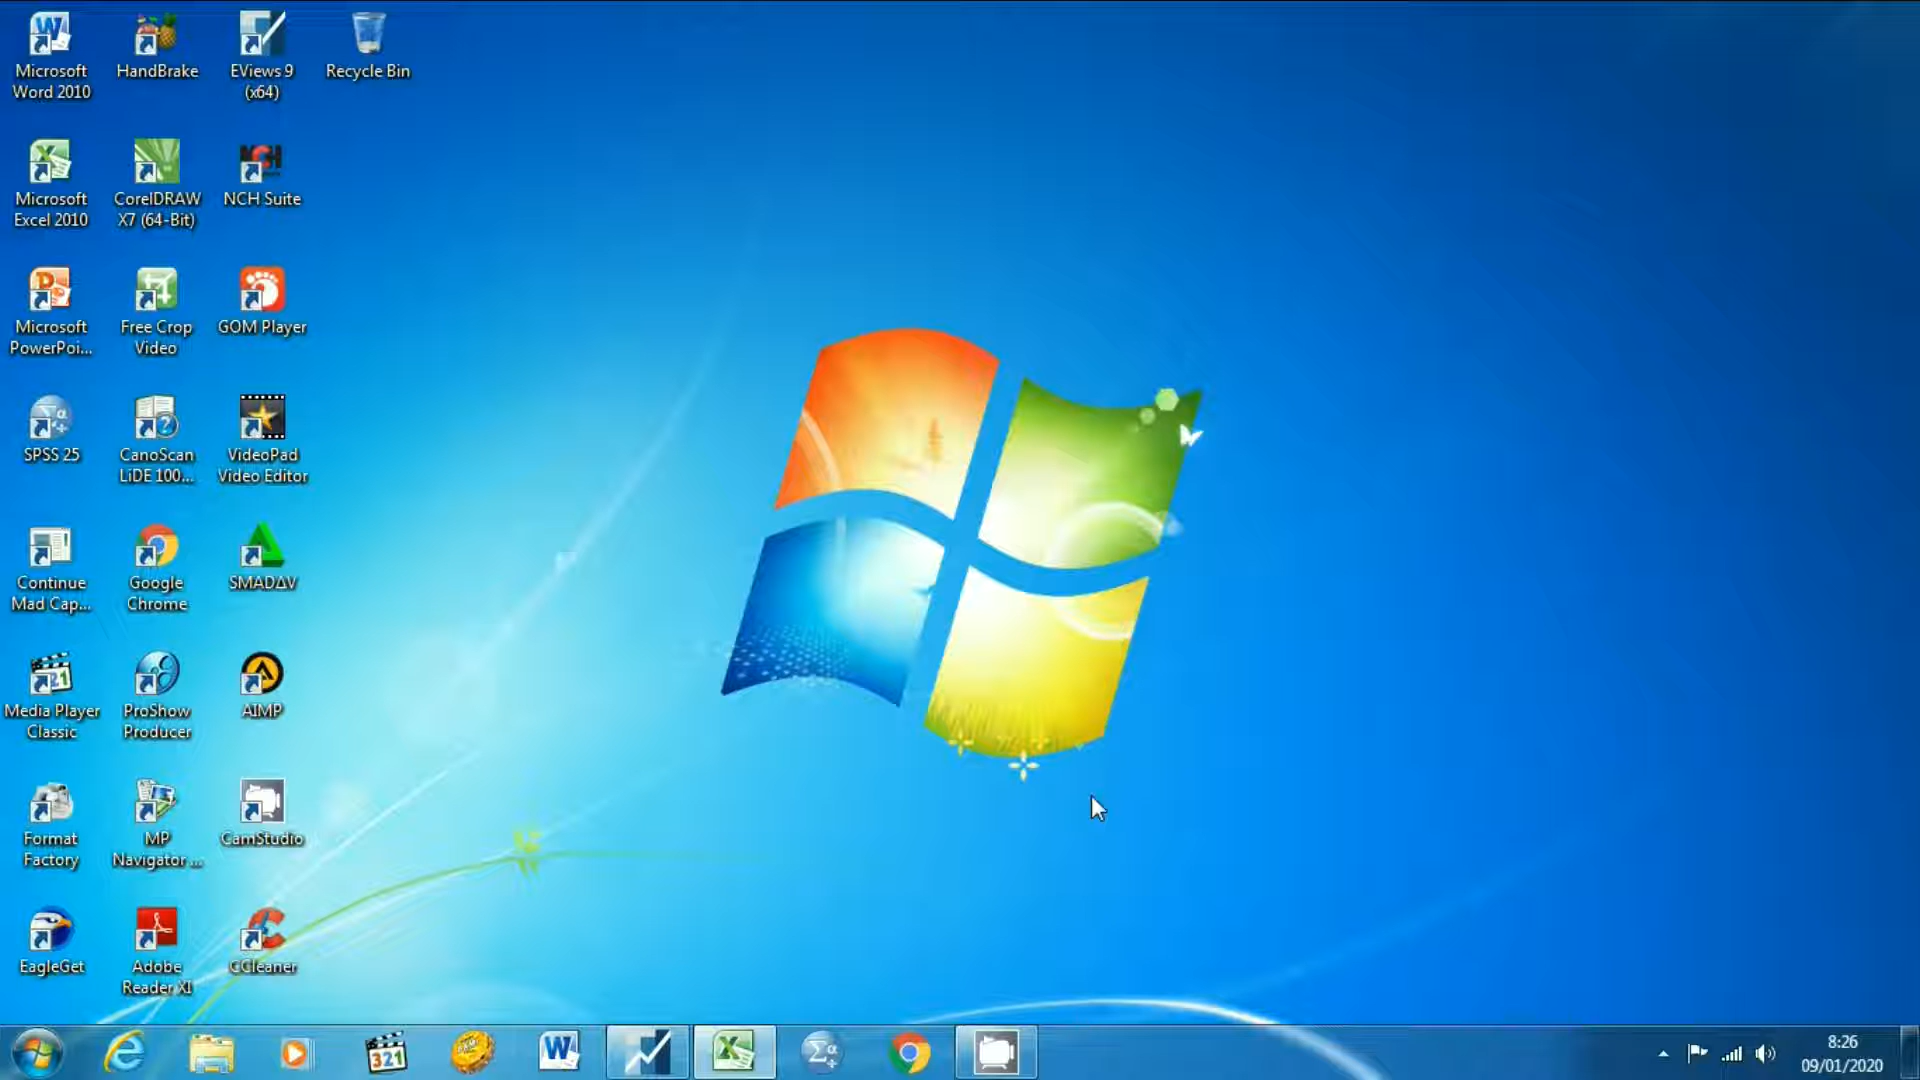 Microsoft
Word 2010
HandBrake
EViews 9
(x64)
Recycle Bin
Microsoft
Excel 2010
CorelDRAW
X7 (64-Bit)
NCH
NCH Suite
Microsoft
PowerPoi...
Free Crop
Video
GOM Player
SPSS 25
CanoScan
LiDE 100...
VideoPad
Video Editor
Continue
Mad Cap...
Google
Chrome
SMADΔV
Media Player
Classic
ProShow
Producer
AIMP
Format
Factory
MP
Navigator ...
CamStudio
EagleGet
Adobe
Reader XI
CCleaner
321
8:26
09/01/2020